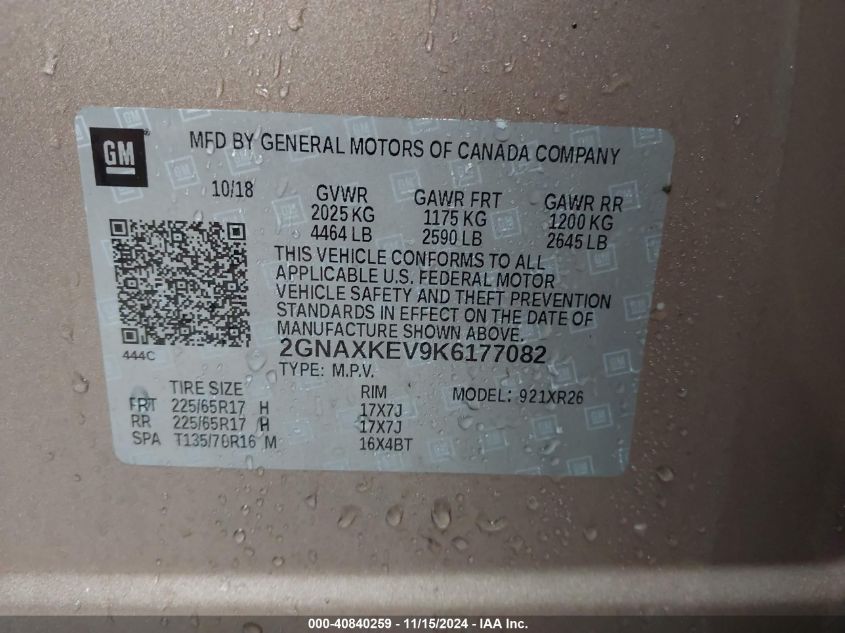 GM
MFD BY GENERAL MOTORS OF CANADA COMPANY
10/18 GVWR GAWR FRT GAWR RR
2025 KG 1175 KG 1200 KG
4464 LB 2590 LB 2645 LB
THIS VEHICLE CONFORMS TO ALL
APPLICABLE U.S. FEDERAL MOTOR
VEHICLE SAFETY AND THEFT PREVENTION
STANDARDS IN EFFECT ON THE DATE OF
MANUFACTURE SHOWN ABOVE.
444C
2GNAXKEV9K6177082
TYPE: M.P.V.
TIRE SIZE RIM MODEL: 921XR26
FRT 225/65R17 H 17X7J
RR 225/65R17 H 17X7J
SPA T135/70R16 M 16X4BT
000-40840259 - 11/15/2024 - IAA Inc.